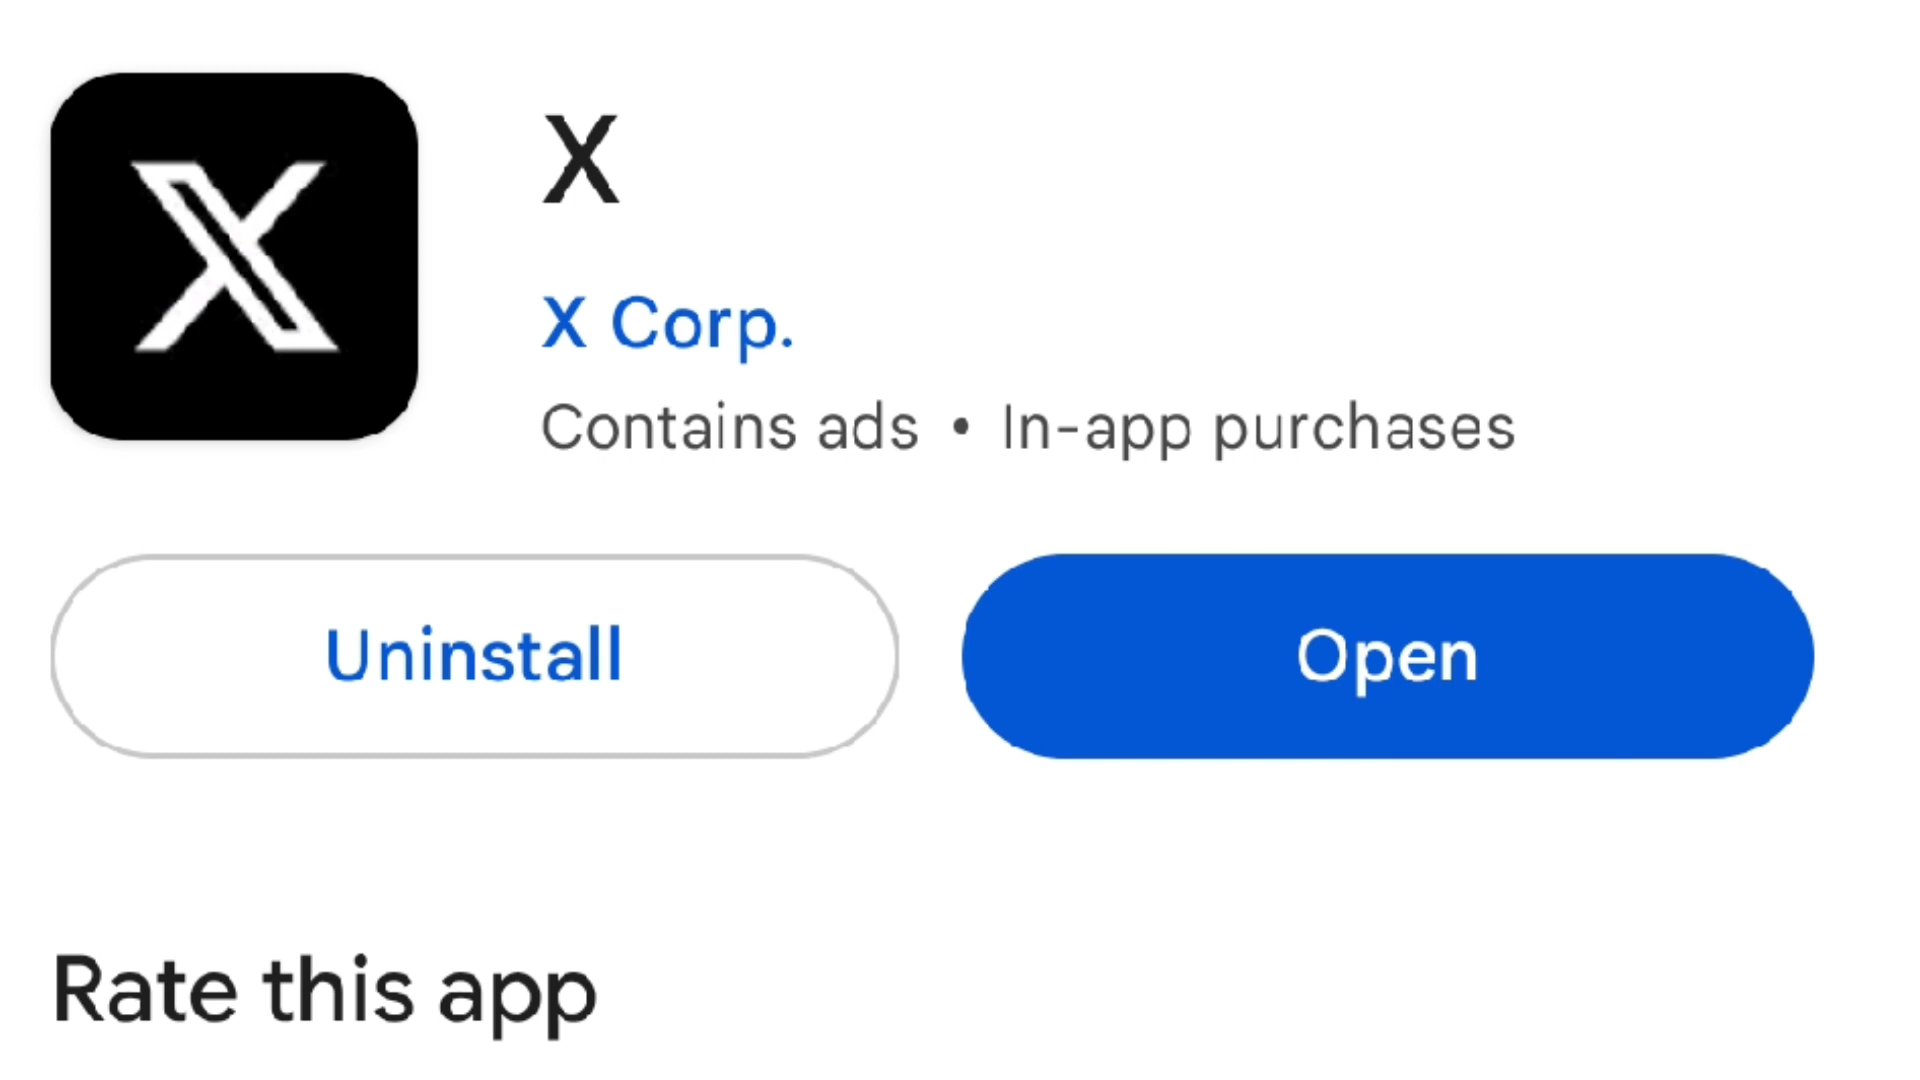 X
X Corp.
Contains ads • In-app purchases
Uninstall
Open
Rate this app